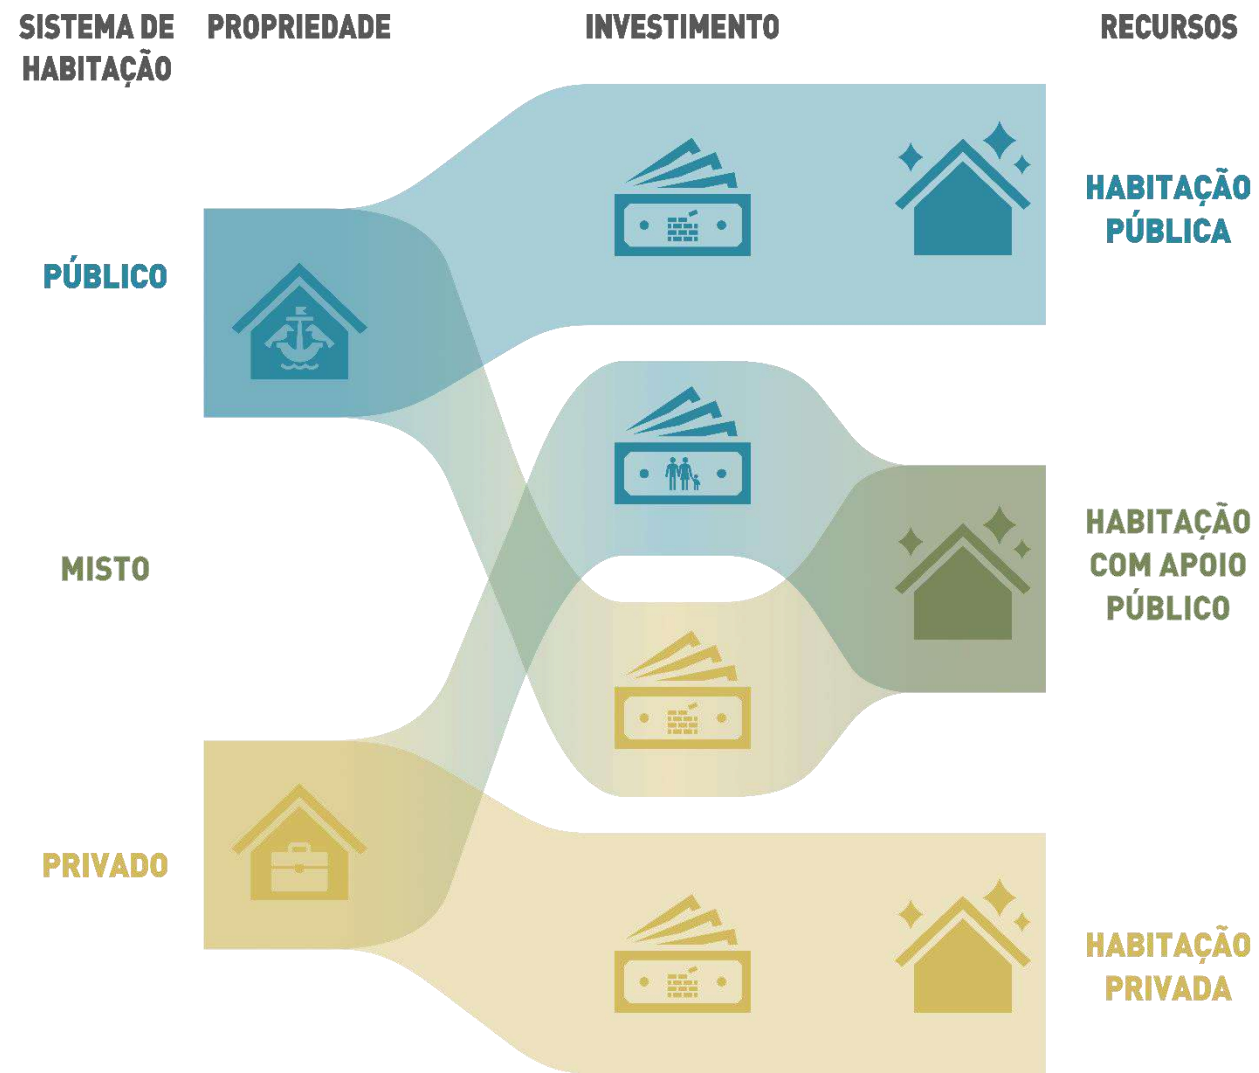 SISTEMA DE
HABITAÇÃO
PROPRIEDADE
INVESTIMENTO
RECURSOS
PÚBLICO
HABITAÇÃO
PÚBLICA
MISTO
HABITAÇÃO
COM APOIO
PÚBLICO
PRIVADO
HABITAÇÃO
PRIVADA